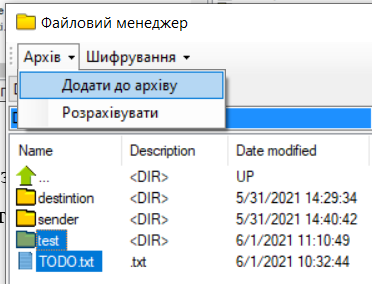 Файловий менеджер
Архів Шифрування
Додати до архіву
Розрахівувати
Name Description Date modified
... <DIR> UP
destintion <DIR> 5/31/2021 14:29:34
sender <DIR> 5/31/2021 14:40:42
test <DIR> 6/1/2021 11:10:49
TODO.txt .txt 6/1/2021 10:32:44